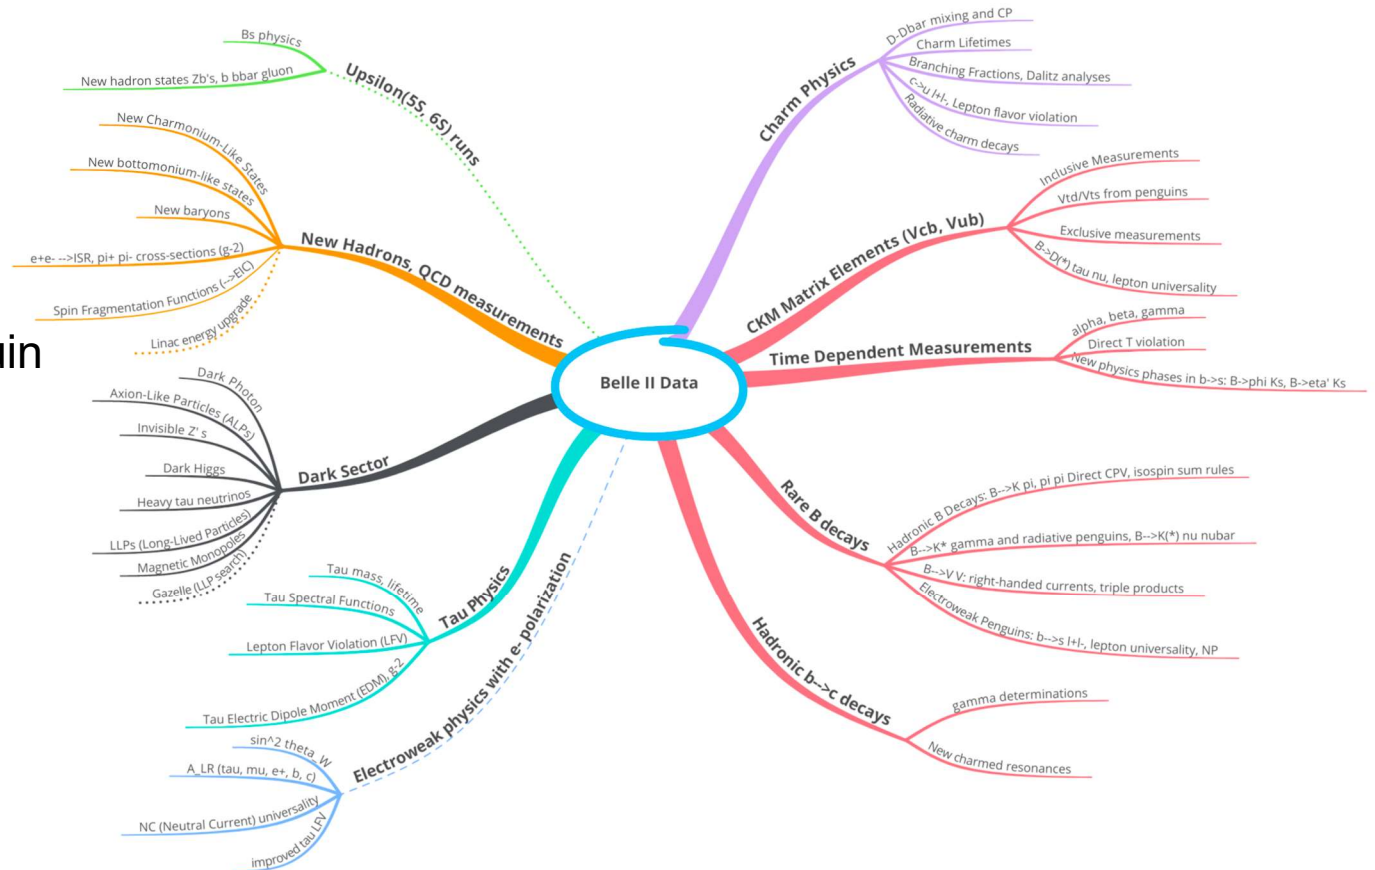 Belle II Data
Upsilon(5S, 6S) runs
Bs physics
New hadron states Zb's, b bbar gluon
New Hadrons, QCD measurements
New Charmonium-Like States
New bottomonium-like states
New baryons
e+e- -->ISR, pi+ pi- cross-sections (g-2)
Spin Fragmentation Functions (-->EIC)
Linac energy upgrade
Dark Sector
Dark Photon
Axion-Like Particles (ALPs)
Invisible Z' s
Dark Higgs
Heavy tau neutrinos
LLPs (Long-Lived Particles)
Magnetic Monopoles
Gazelle (LLP search)
Tau Physics
Tau mass, lifetime
Tau Spectral Functions
Lepton Flavor Violation (LFV)
Tau Electric Dipole Moment (EDM), g-2
Electroweak physics with e- polarization
sin^2 theta_W
A_LR (tau, mu, e+, b, c)
NC (Neutral Current) universality
improved tau LFV
Charm Physics
D-Dbar mixing and CP
Charm Lifetimes
Branching Fractions, Dalitz analyses
c->u l+l-, Lepton flavor violation
Radiative charm decays
CKM Matrix Elements (Vcb, Vub)
Inclusive Measurements
Vtd/Vts from penguins
Exclusive measurements
B->D(*) tau nu, lepton universality
Time Dependent Measurements
alpha, beta, gamma
Direct T violation
New physics phases in b->s: B->phi Ks, B->eta' Ks
Rare B decays
Hadronic B Decays: B-->K pi, pi pi Direct CPV, isospin sum rules
B-->K* gamma and radiative penguins, B-->K(*) nu nubar
B-->V V: right-handed currents, triple products
Electroweak Penguins: b-->s l+l-, lepton universality, NP
Hadronic b-->c decays
gamma determinations
New charmed resonances